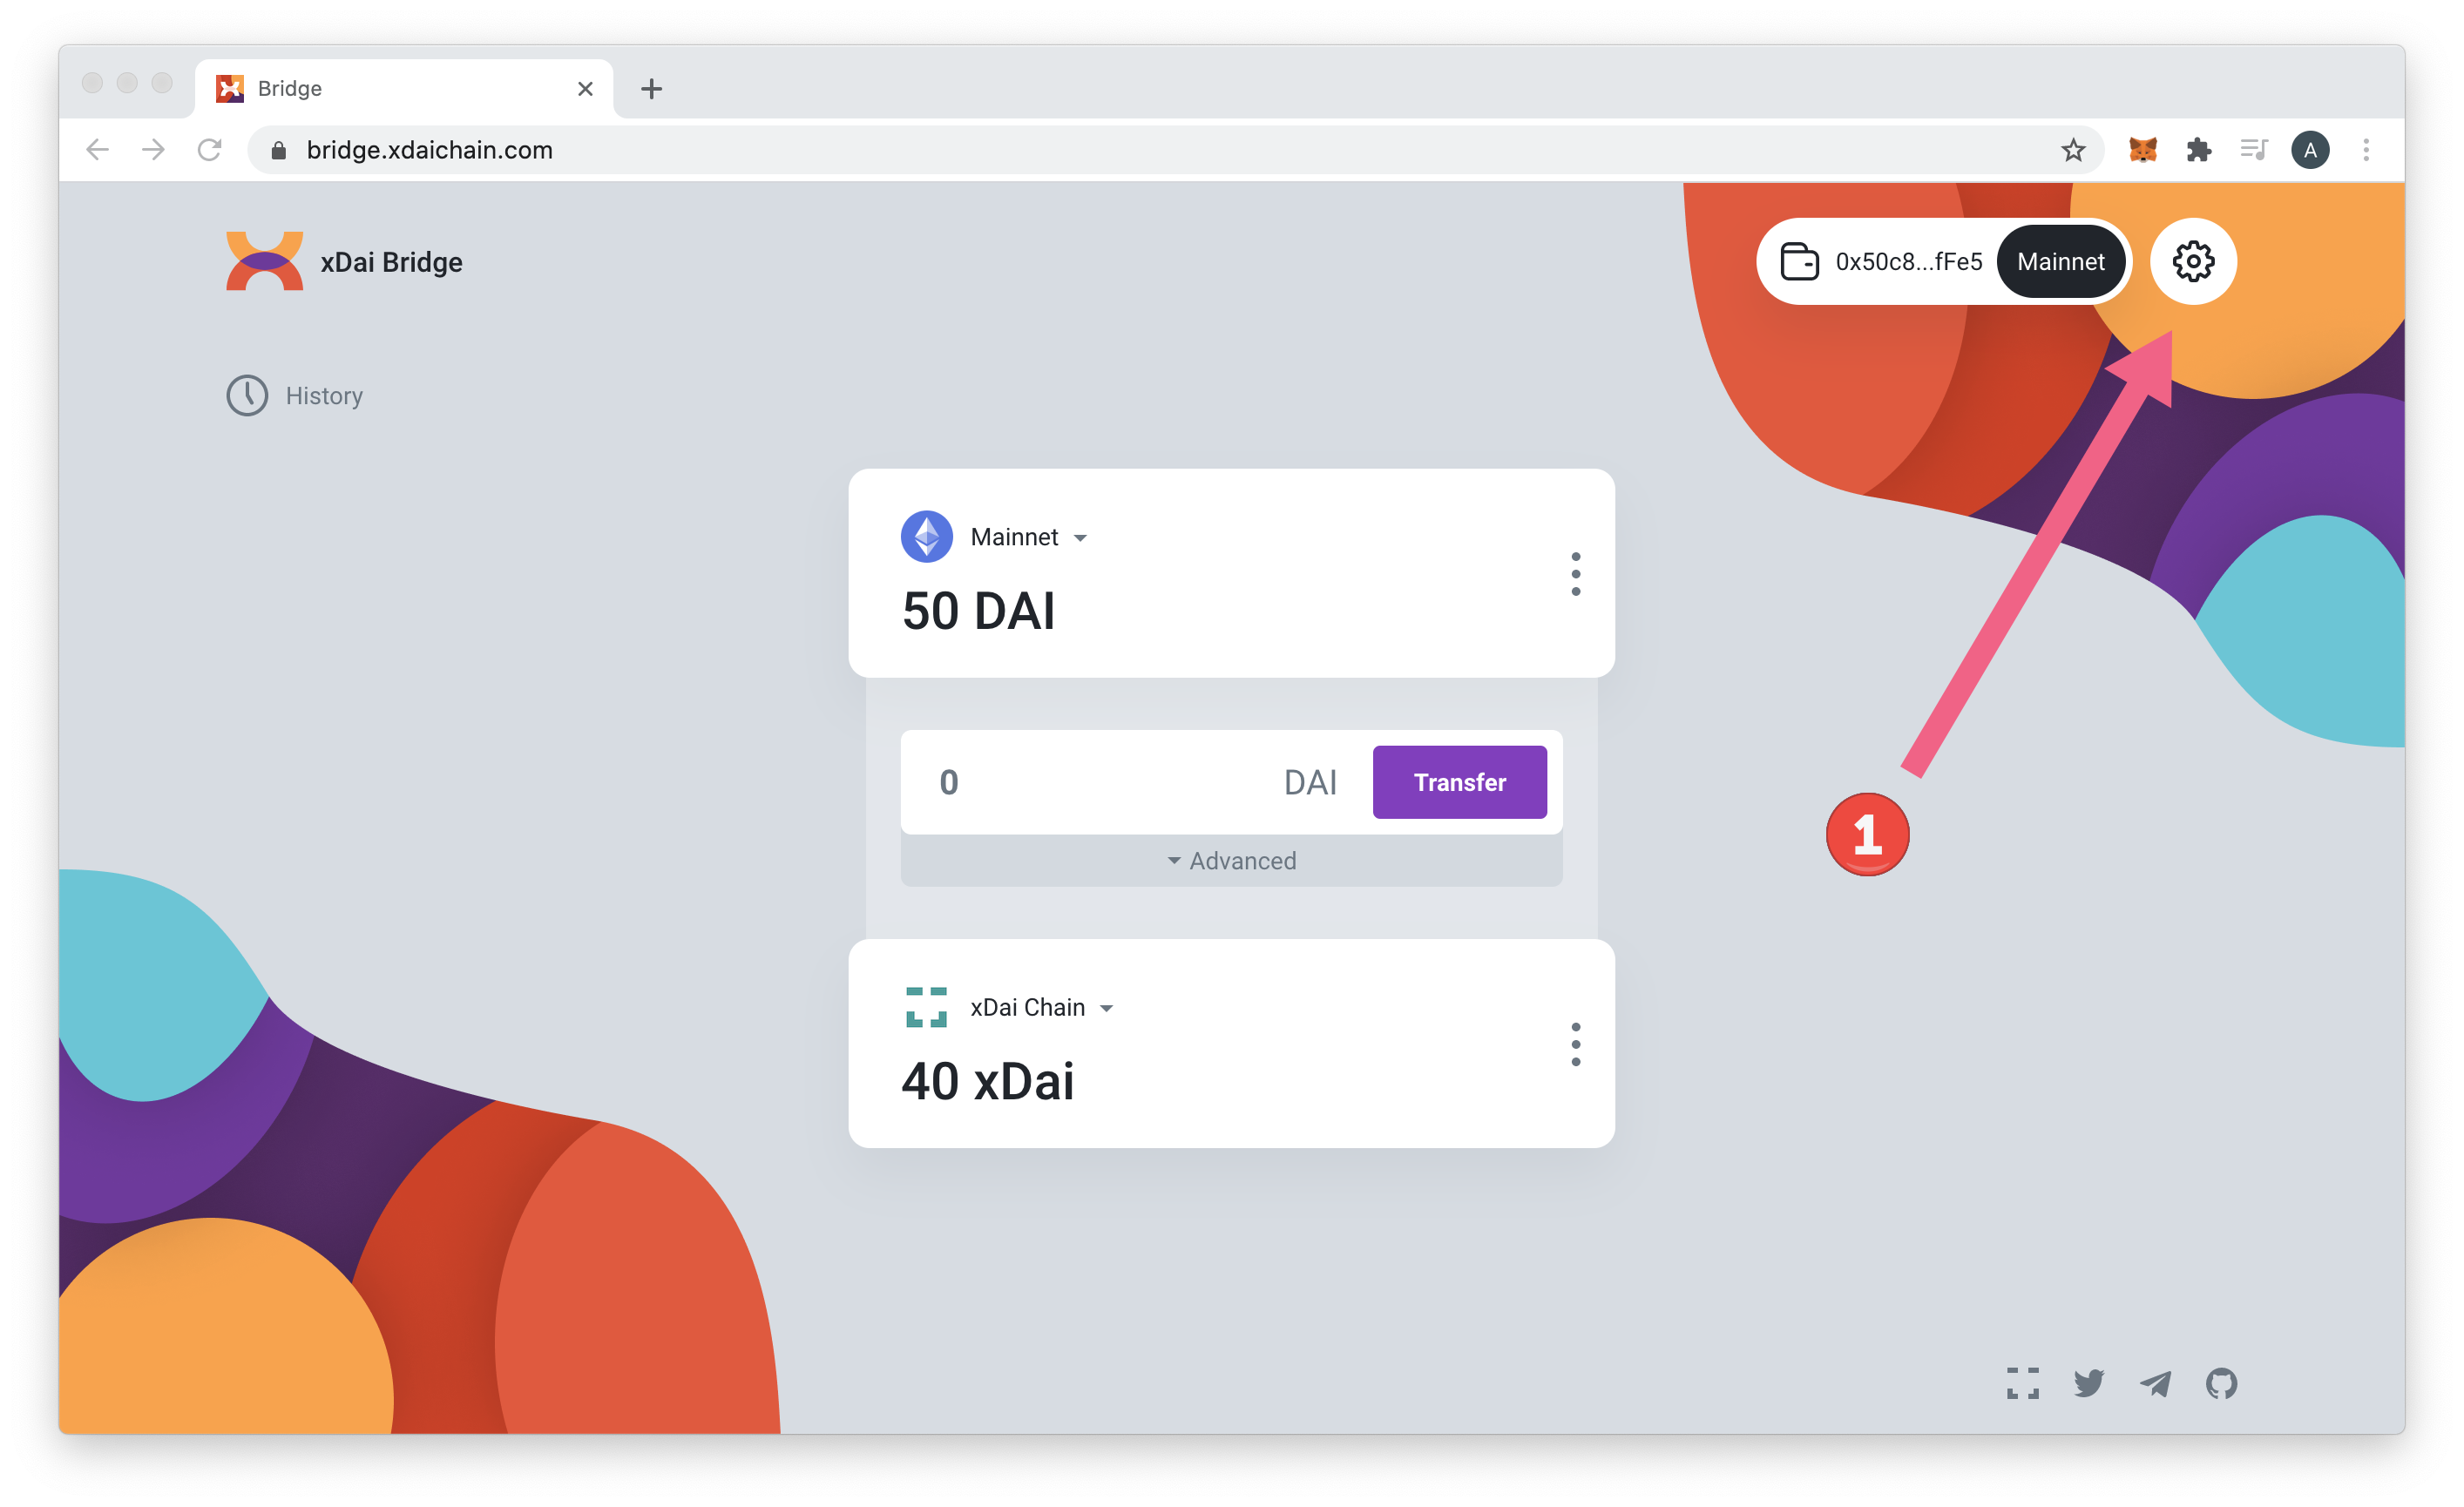 Bridge
bridge.xdaichain.com
A
xDai Bridge
0x50c8...fFe5
Mainnet
History
Mainnet
50 DAI
0
DAI
Transfer
1
Advanced
xDai Chain
40 xDai